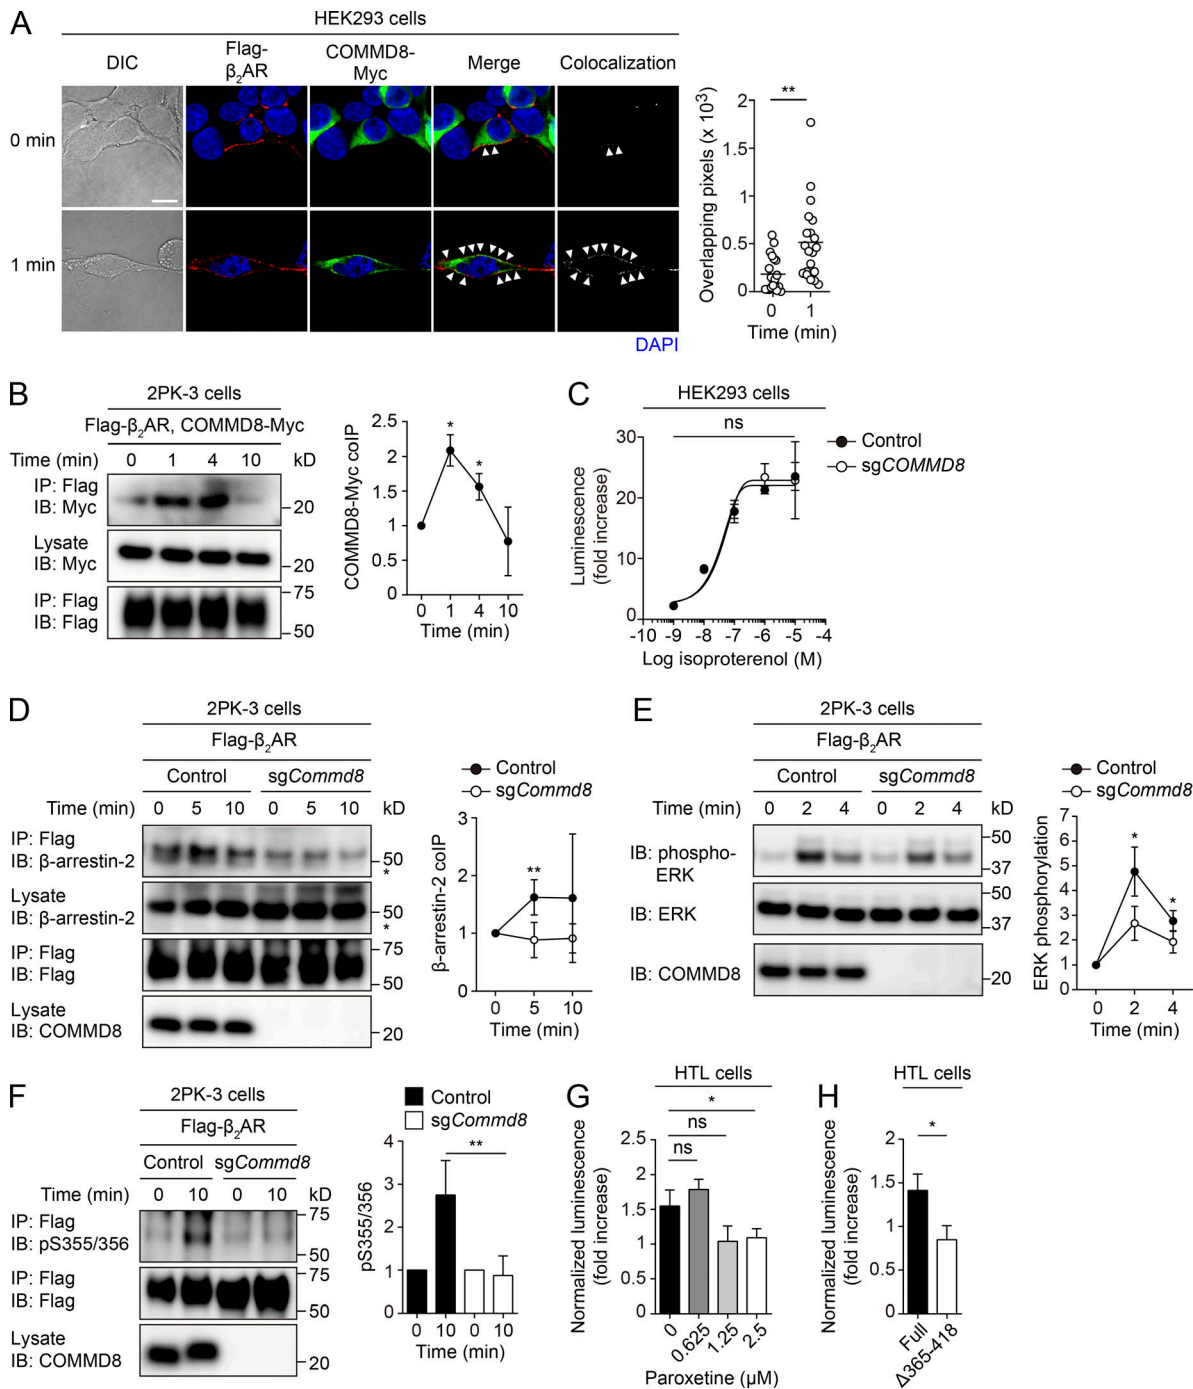 A
HEK293 cells
DIC
Flag-
β₂AR
COMMD8-
Myc
Merge
Colocalization
0 min
1 min
DAPI
Overlapping pixels (x 10³)
**
2
1.5
1
0.5
0
0 1
Time (min)
B
2PK-3 cells
Flag-β₂AR, COMMD8-Myc
Time (min) 0 1 4 10 kD
IP: Flag
IB: Myc
20
Lysate
IB: Myc
20
IP: Flag
IB: Flag
75
50
COMMD8-Myc coIP
2.5
2
1.5
1
0.5
0
* *
0 1 4 10
Time (min)
C
HEK293 cells
ns
Control
sgCOMMD8
Luminescence
(fold increase)
30
20
10
0
-10 -9 -8 -7 -6 -5 -4
Log isoproterenol (M)
D
2PK-3 cells
Flag-β₂AR
Control sgCommd8
Time (min) 0 5 10 0 5 10 kD
IP: Flag
IB: β-arrestin-2
50
*
Lysate
IB: β-arrestin-2
50
*
IP: Flag
IB: Flag
75
50
Lysate
IB: COMMD8
20
Control
sgCommd8
β-arrestin-2 coIP
3
2
1
0
**
0 5 10
Time (min)
E
2PK-3 cells
Flag-β₂AR
Control sgCommd8
Time (min) 0 2 4 0 2 4 kD
IB: phospho-
ERK
50
37
IB: ERK
50
37
IB: COMMD8
20
Control
sgCommd8
ERK phosphorylation
7
6
5
4
3
2
1
0
* *
0 2 4
Time (min)
F
2PK-3 cells
Flag-β₂AR
Control sgCommd8
Time (min) 0 10 0 10 kD
IP: Flag
IB: pS355/356
75
50
IP: Flag
IB: Flag
75
50
Lysate
IB: COMMD8
20
Control
sgCommd8
pS355/356
4
3
2
1
0
**
0 10 0 10
Time (min)
G
HTL cells
*
ns
ns
Normalized luminescence
(fold increase)
2.5
2
1.5
1
0.5
0
0 0.625 1.25 2.5
Paroxetine (μM)
H
HTL cells
*
Normalized luminescence
(fold increase)
2
1.5
1
0.5
0
Full Δ365-418